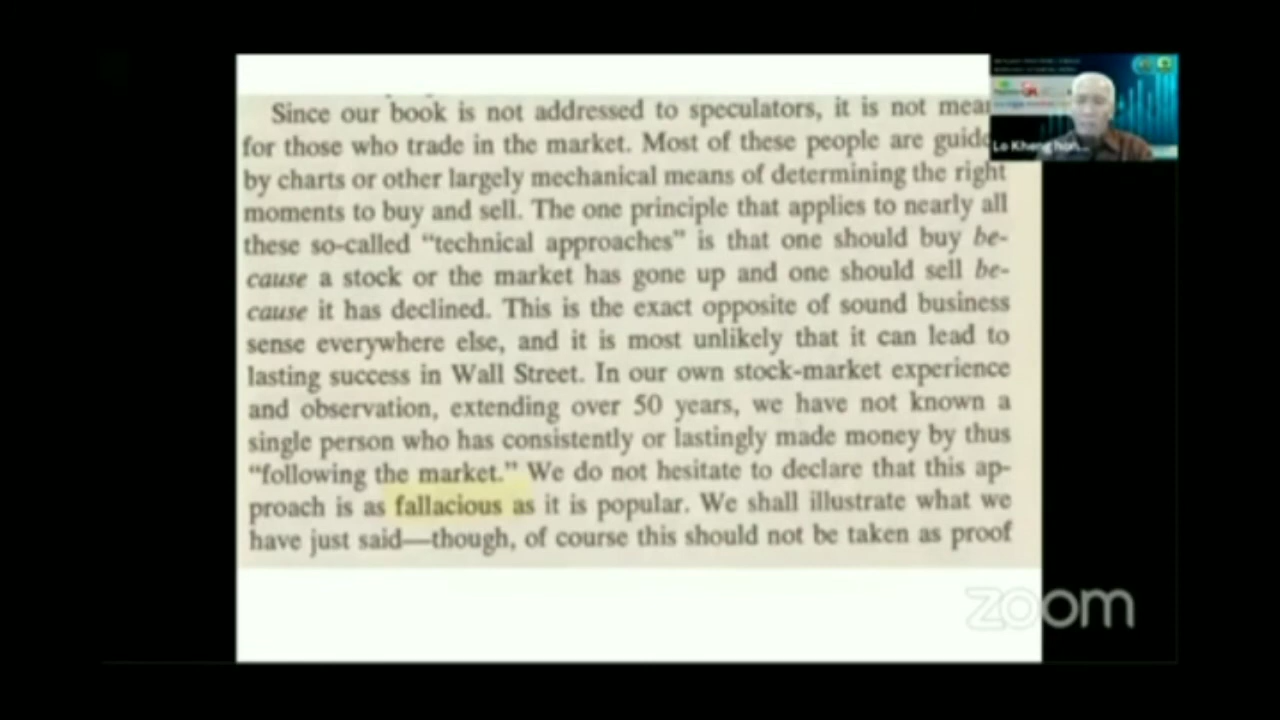 Since our book is not addressed to speculators, it is not mea
for those who trade in the market. Most of these people are guid
by charts or other largely mechanical means of determining the right
moments to buy and sell. The one principle that applies to nearly all
these so-called “technical approaches” is that one should buy be-
cause a stock or the market has gone up and one should sell be-
cause it has declined. This is the exact opposite of sound business
sense everywhere else, and it is most unlikely that it can lead to
lasting success in Wall Street. In our own stock-market experience
and observation, extending over 50 years, we have not known a
single person who has consistently or lastingly made money by thus
“following the market.” We do not hesitate to declare that this ap-
proach is as fallacious as it is popular. We shall illustrate what we
have just said—though, of course this should not be taken as proof
Lo Kheng hon
zoom